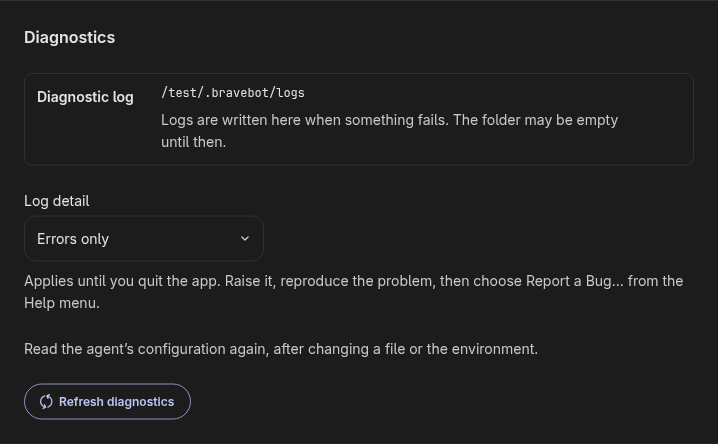 Diagnostics
Diagnostic log
/test/.bravebot/logs
Logs are written here when something fails. The folder may be empty
until then.
Log detail
Errors only
Applies until you quit the app. Raise it, reproduce the problem, then choose Report a Bug... from the
Help menu.
Read the agent’s configuration again, after changing a file or the environment.
Refresh diagnostics